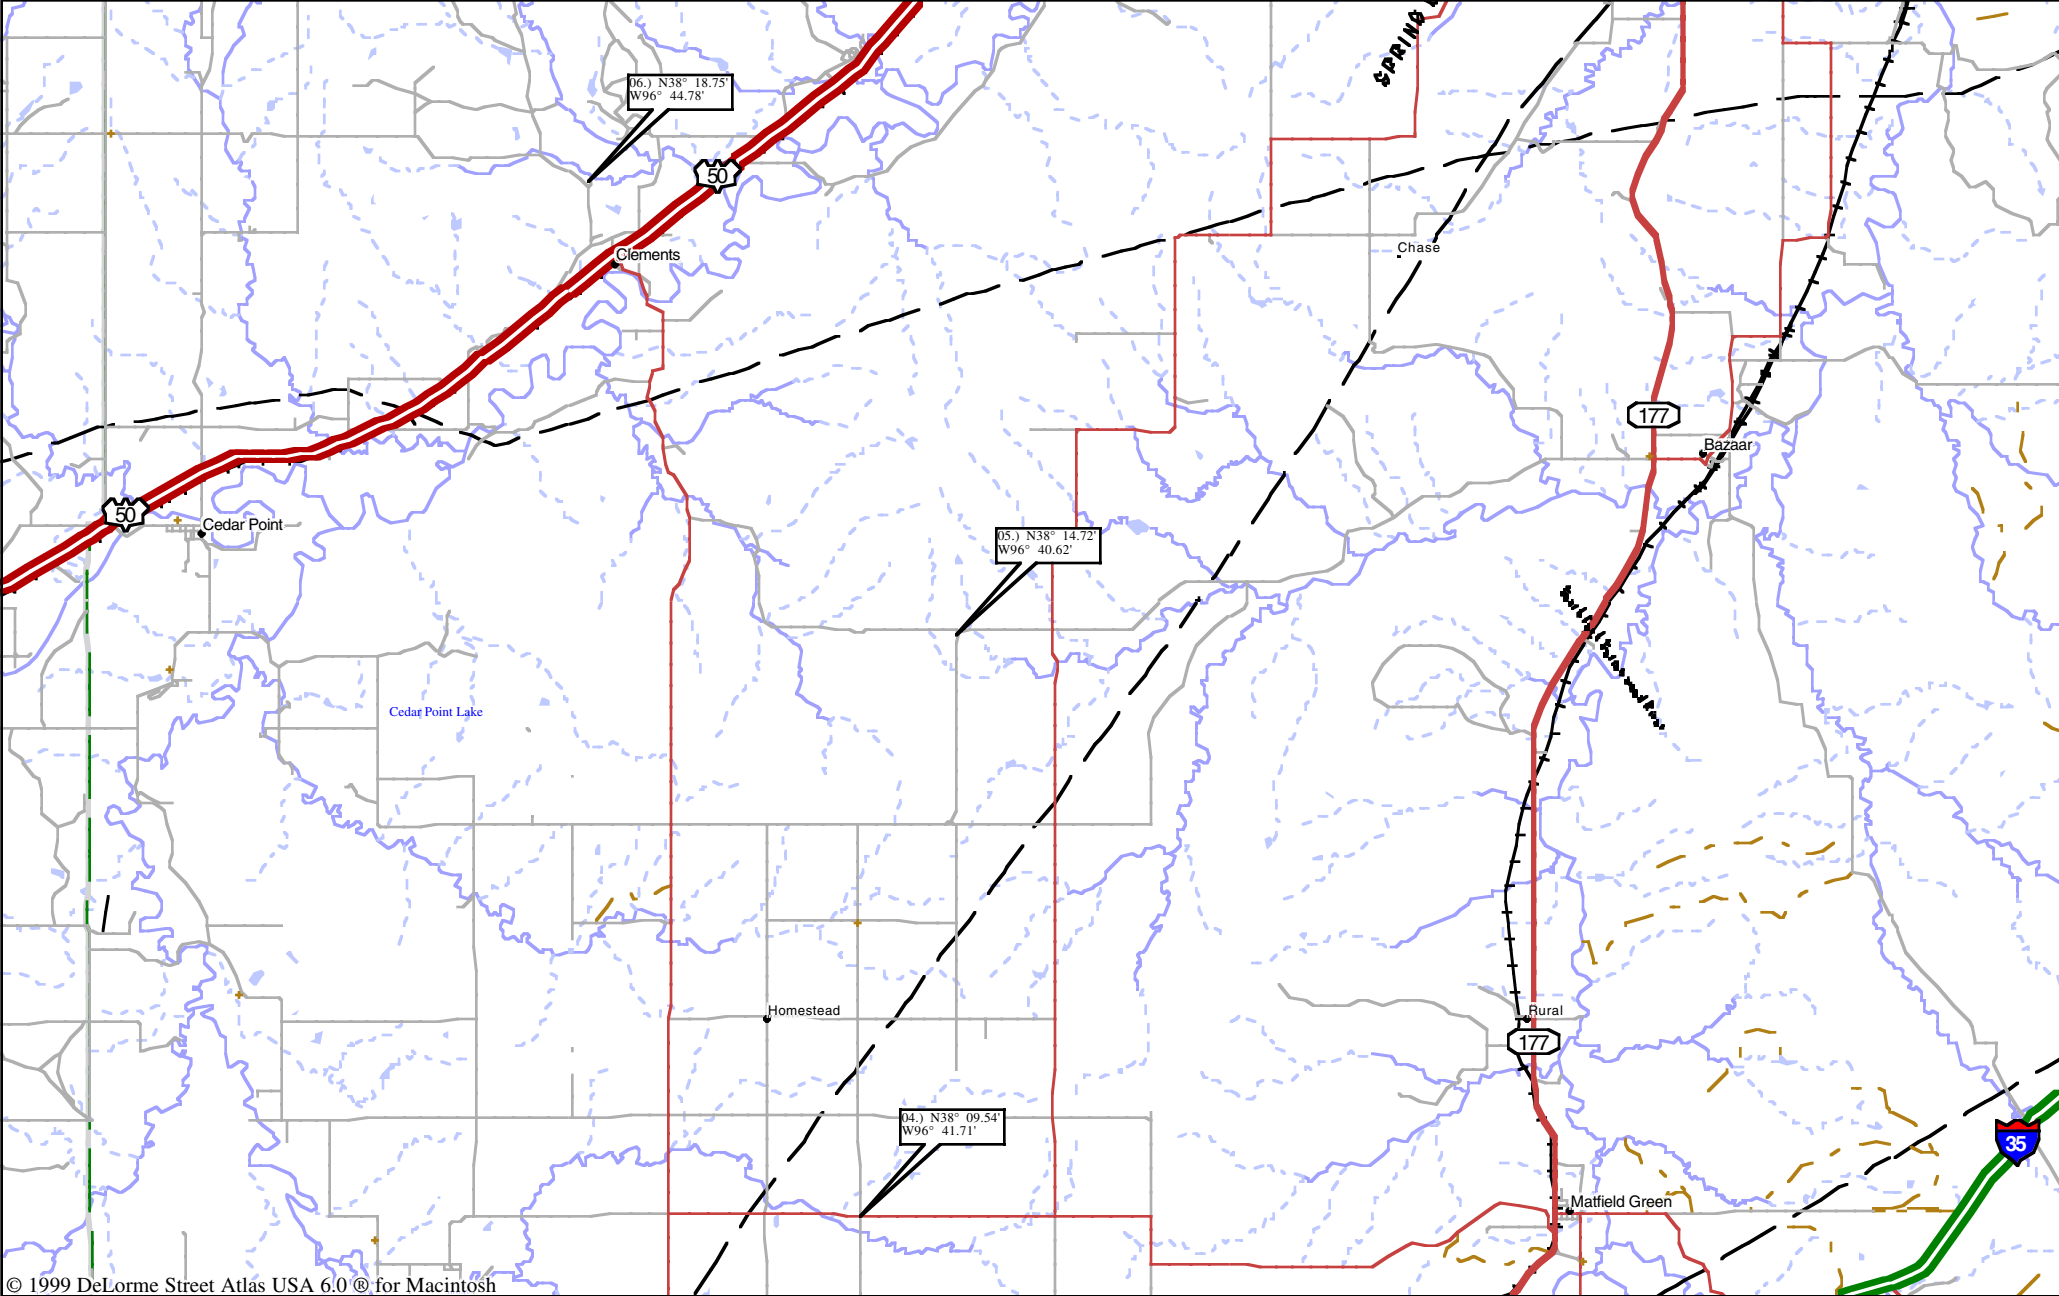 SPRING
06.) N38° 18.75'
W96° 44.78'
50
Clements
Chase
177
Bazaar
50
Cedar Point
05.) N38° 14.72'
W96° 40.62'
Cedar Point Lake
Homestead
Rural
177
04.) N38° 09.54'
W96° 41.71'
35
Matfield Green
© 1999 DeLorme Street Atlas USA 6.0 ® for Macintosh